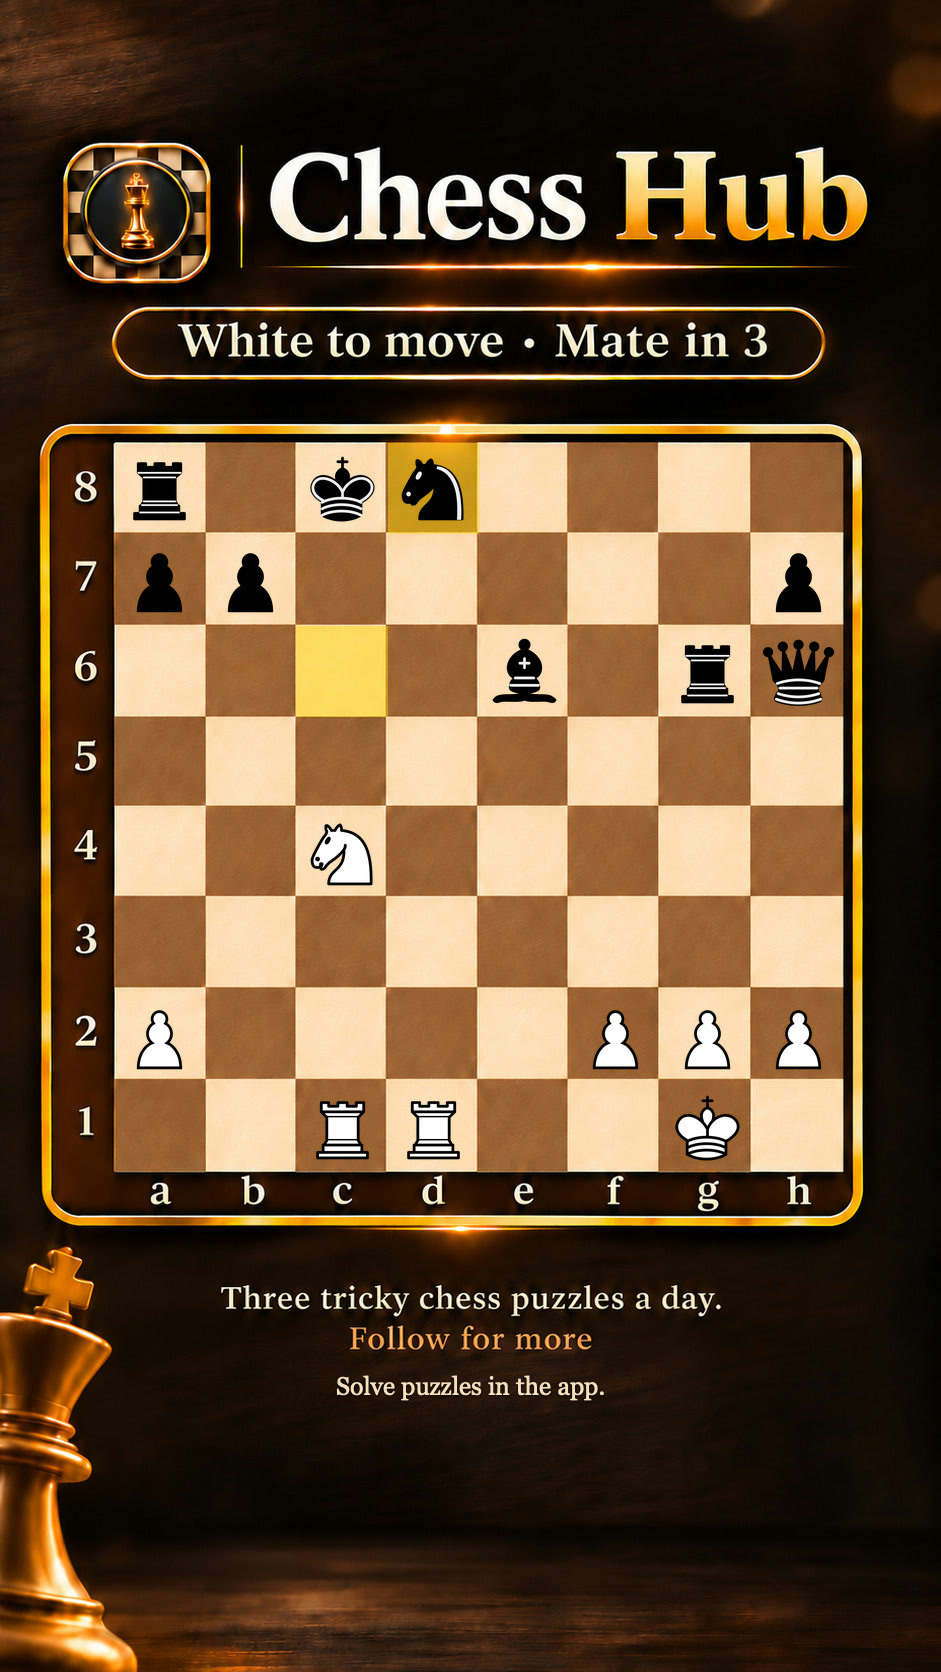 Chess Hub
White to move • Mate in 3
8
7
6
5
4
3
2
1
a b c d e f g h
Three tricky chess puzzles a day.
Follow for more
Solve puzzles in the app.